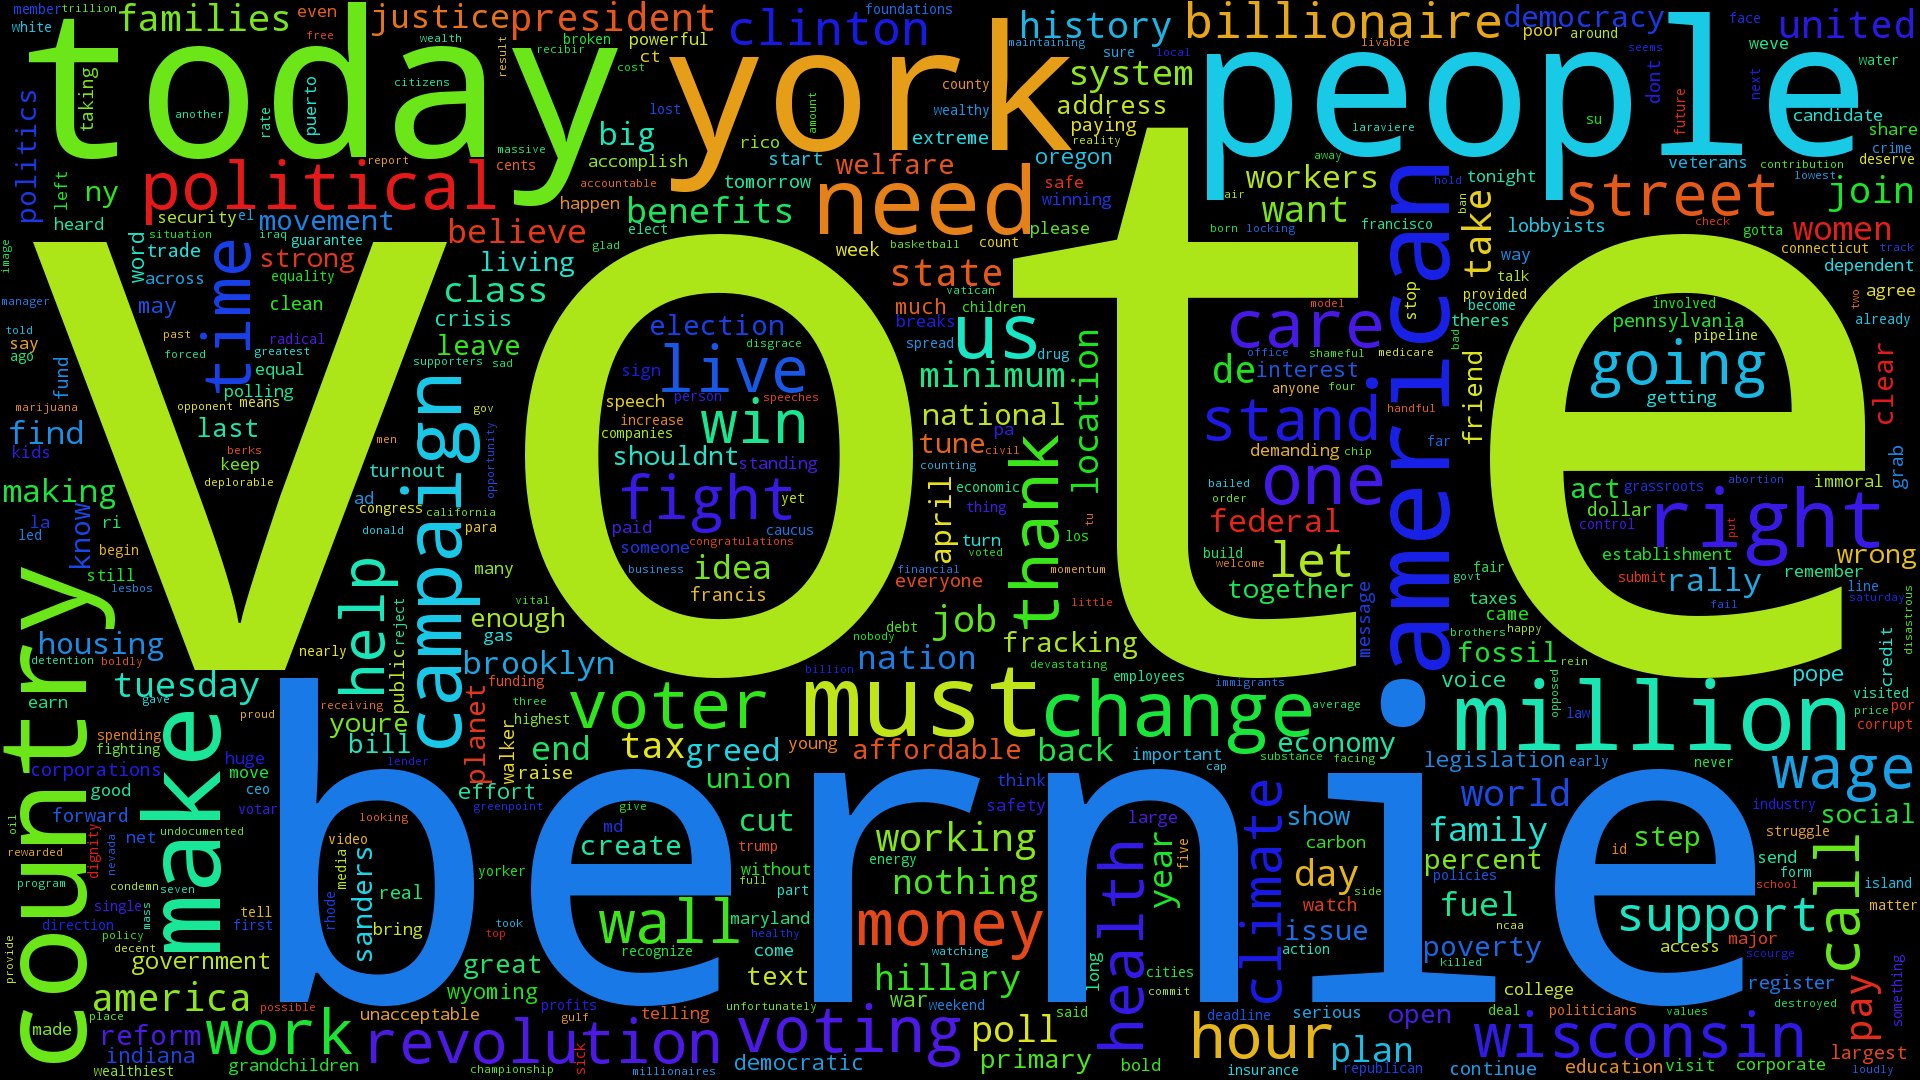 member trillion families even justice president foundations history billionaire democracy face united
white today free wealth broken powerful clinton maintaining sure local livable poor around weve
politics taking citizens result recibir cost ct york system people seems dont next water
another rate puerto lost county wealthy address candidate share
big amount extreme paying reality laraviere su future crime
massive rico start oregon away veterans contribution deserve
political report cents accomplish welfare workers hold tonight lowest
left ny accountable tomorrow need safe winning air want american ban take street check join
heard security el movement happen benefits elect please born locking francisco lobbyists gotta women
image word situation iraq guarantee believe glad week basketball count way connecticut track
trade time strong living state vatican talk dependent
across equality class much children model stop provided involved agree
manager may clean crisis election breaks us care become theres pennsylvania two already
told past radical leave disgrace spread drug office shameful medicare bad pipeline
say ago forced greatest supporters sad live minimum location de interest going clear
fund equal sign person anyone four friend getting
marijuana opponent means polling campaign gov speech speeches win national stand handful
find last men increase companies tune pa civil thank far grab
kids berks keep turnout opportunity shouldnt standing counting demanding chip
making deplorable ad fight yet april economic bailed one act grassroots abortion immoral
la know ri congress california paid caucus thing order dollar right
led donald para someone congratulations turn tu los federal control put
begin many business idea voted build let establishment wrong
still lesbos help vital francis financial everyone momentum welcome together fair govt submit rally remember line
vote
enough nobody debt job little message taxes came fail saturday
housing nearly public reject gas brooklyn nation fracking brothers happy disastrous
detention boldly billion devastating employees immigrants fossil rein credit
country tuesday planet funding voice pope
earn gave make proud receiving youre three voter must change average million opposed law visited price por
spending fighting bill walker highest end tax greed young affordable back important economy substance facing never corrupt
corporations huge move lender raise union think cap legislation early wage
good ceo effort bernie
oil forward net votar greenpoint give cut safety large climate show world industry social
rewarded dignity nevada undocumented looking md create trump working carbon family struggle
program condemn seven video media yorker without energy year five percent id step send
single mass sanders real full nothing health day side policies form school island
direction tell rhode wall part money watch fuel ncaa support call matter
policy first bring took top maryland healthy issue
provide decent government recognize come watching action poverty access major scourge
great text hillary long cities killed
america possible wyoming profits unfortunately war commit college register something
made place unacceptable gulf telling weekend said deadline serious open deal politicians values destroyed
reform work revolution voting poll hour wisconsin pay
indiana sick democratic primary plan largest
wealthiest grandchildren championship millionaires bold insurance republican continue education visit corporate loudly